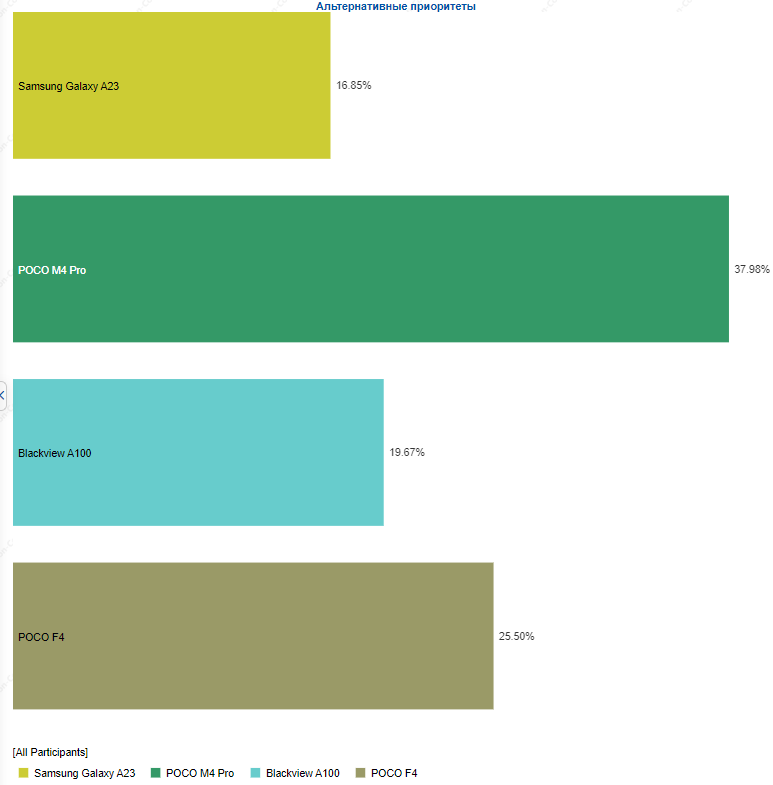 Альтернативные приоритеты
Samsung Galaxy A23
16.85%
POCO M4 Pro
37.98%
Blackview A100
19.67%
POCO F4
25.50%
[All Participants]
Samsung Galaxy A23 POCO M4 Pro Blackview A100 POCO F4